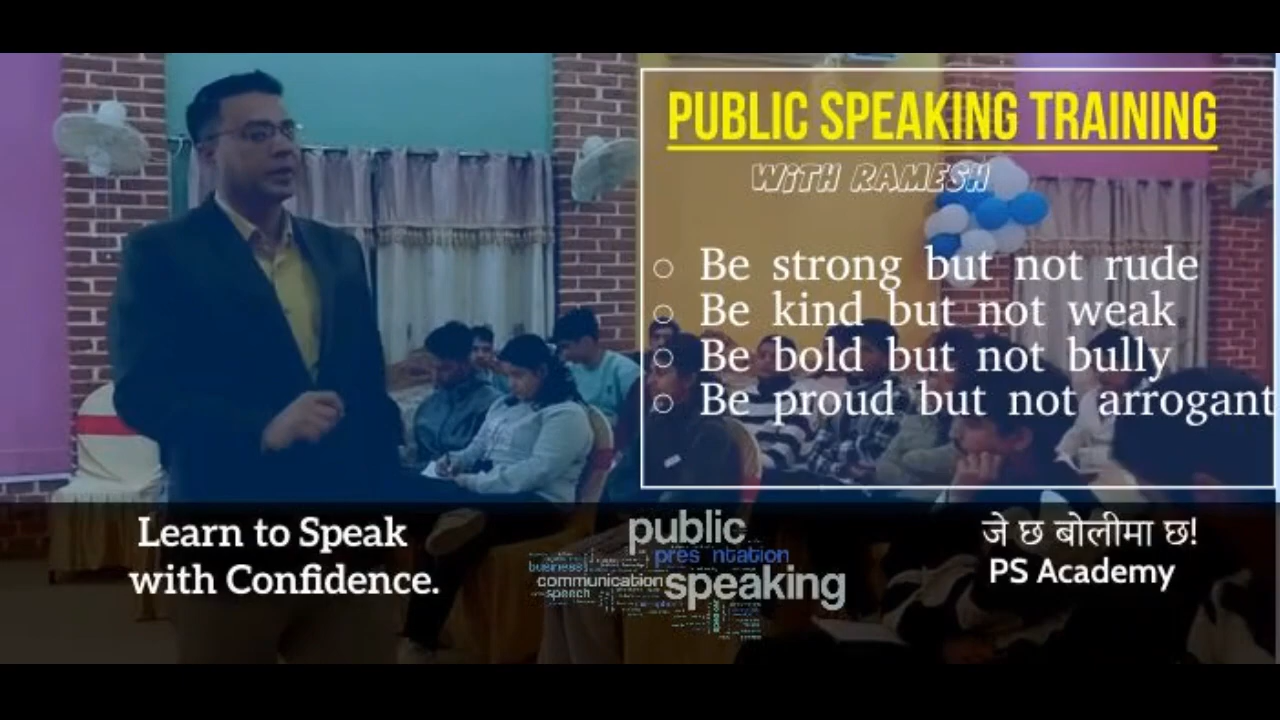 PUBLIC SPEAKING TRAINING
WITH RAMESH
○ Be strong but not rude
○ Be kind but not weak
○ Be bold but not bully
○ Be proud but not arrogant
Learn to Speak
with Confidence.
public
presentation
business
communication
speaking
speech
जे छ बोलीमा छ!
PS Academy